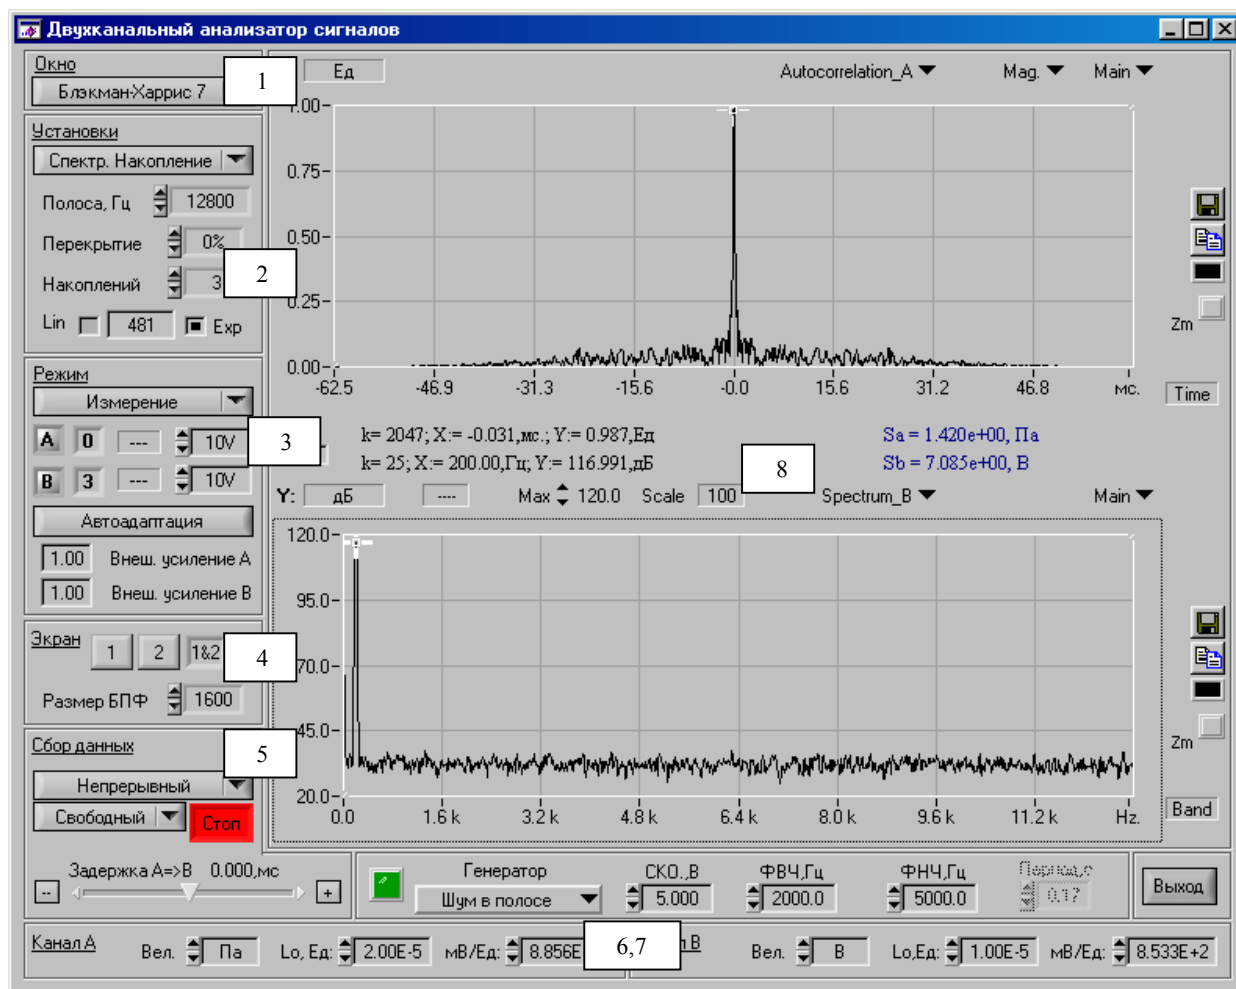 Двухканальный анализатор сигналов
Окно
1
Блэкман-Харрис 7
Ед
Autocorrelation_A
Mag.
Main
Установки
Спектр. Накопление
Полоса, Гц 12800
Перекрытие 0%
Накоплений 3
2
Lin 481 Exp
1.00
0.75
0.50
0.25
0.00
-62.5 -46.9 -31.3 -15.6 -0.0 15.6 31.2 46.8 мс.
Zm
Time
Режим
Измерение
A 0 --- 10V
3
B 3 --- 10V
Автоадаптация
1.00 Внеш. усиление А
1.00 Внеш. усиление В
k= 2047; X:= -0.031,мс.; Y:= 0.987,Ед
Sa = 1.420e+00, Па
k= 25; X:= 200.00,Гц; Y:= 116.991,дБ
Sb = 7.085e+00, В
8
Y: дБ ---- Max 120.0 Scale 100 Spectrum_B Main
120.0
95.0
70.0
45.0
20.0
0.0 1.6 k 3.2 k 4.8 k 6.4 k 8.0 k 9.6 k 11.2 k Hz.
Zm
Band
Экран
1 2 1&2
4
Размер БПФ 1600
Сбор данных
5
Непрерывный
Свободный Стоп
Задержка А=>В 0.000,мс
-- +
Генератор
Шум в полосе
СКО.,В
5.000
ФВЧ,Гц
2000.0
ФНЧ,Гц
5000.0
Период,с
0.17
Выход
Канал А Вел. Па Lo, Ед: 2.00E-5 мВ/Ед: 8.856E
6,7
В Вел. В Lo,Ед: 1.00E-5 мВ/Ед: 8.533E+2